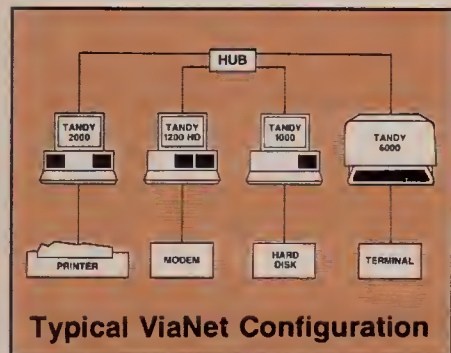 HUB
TANDY
2000
TANDY
1200 HD
TANDY
1000
TANDY
6000
PRINTER
MODEM
HARD
DISK
TERMINAL
Typical ViaNet Configuration